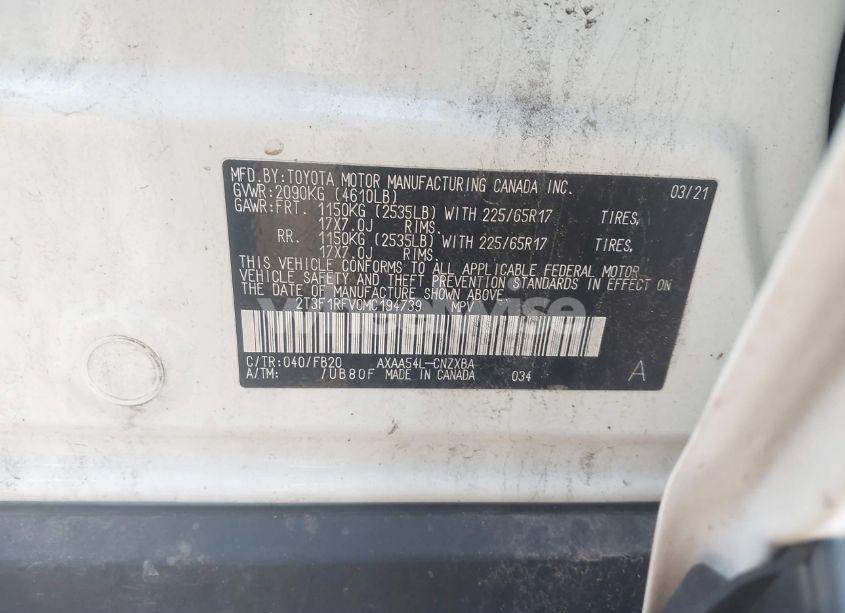 MFD.BY:TOYOTA MOTOR MANUFACTURING CANADA INC. 03/21
GVWR:2090KG (4610LB)
GAWR:FRT. 1150KG (2535LB) WITH 225/65R17 TIRES,
17X7.0J RIMS.
RR. 1150KG (2535LB) WITH 225/65R17 TIRES,
17X7.0J RIMS.
THIS VEHICLE CONFORMS TO ALL APPLICABLE FEDERAL MOTOR
VEHICLE SAFETY AND THEFT PREVENTION STANDARDS IN EFFECT ON
THE DATE OF MANUFACTURE SHOWN ABOVE.
2T3F1RFV0MC194739 MPV
C/TR:040/FB20 AXAA54L-CNZXBA
A/TM: /UB80F MADE IN CANADA 034 A